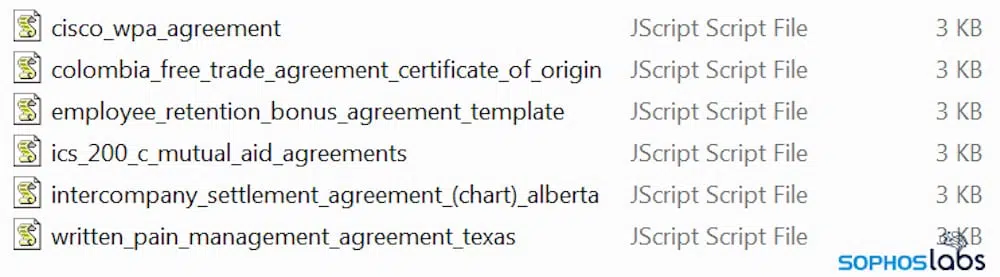 cisco_wpa_agreement JScript Script File 3 KB
colombia_free_trade_agreement_certificate_of_origin JScript Script File 3 KB
employee_retention_bonus_agreement_template JScript Script File 3 KB
ics_200_c_mutual_aid_agreements JScript Script File 3 KB
intercompany_settlement_agreement_(chart)_alberta JScript Script File 3 KB
written_pain_management_agreement_texas JScript Script File 3 KB
SOPHOSlabs